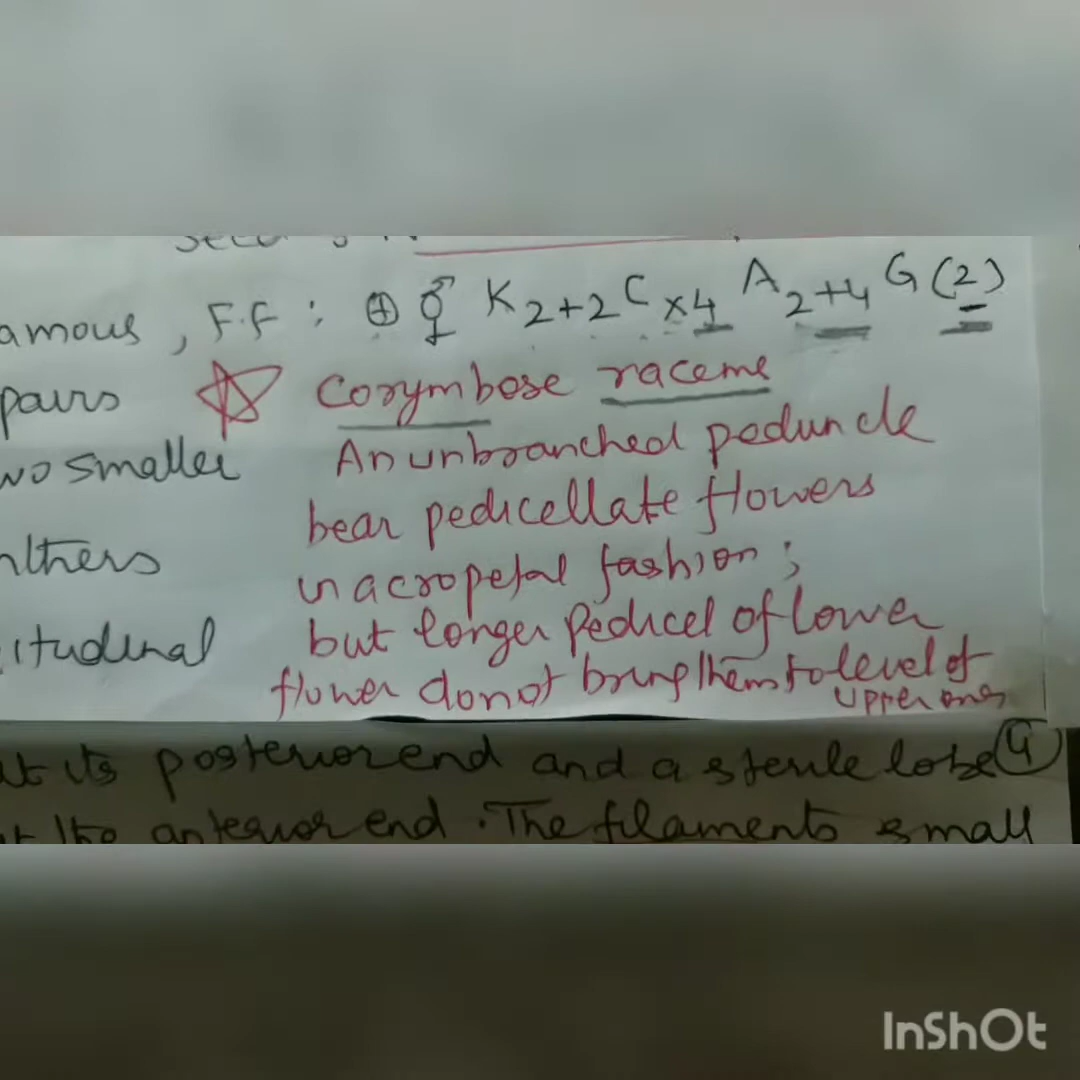 amous, F.F : ⊕ ⚥ K2+2 C×4 A2+4 G(2)
pairs ☆ Corymbose raceme
wo smaller An unbranched peduncle
bear pedicellate flowers
nthers in acropetal fashion ;
itudinal but longer Pedicel of lower
flower donot bring them to level of
upper ones
at its posterior end and a sterile lobe 4
at the anterior end . The filaments small
InShOt